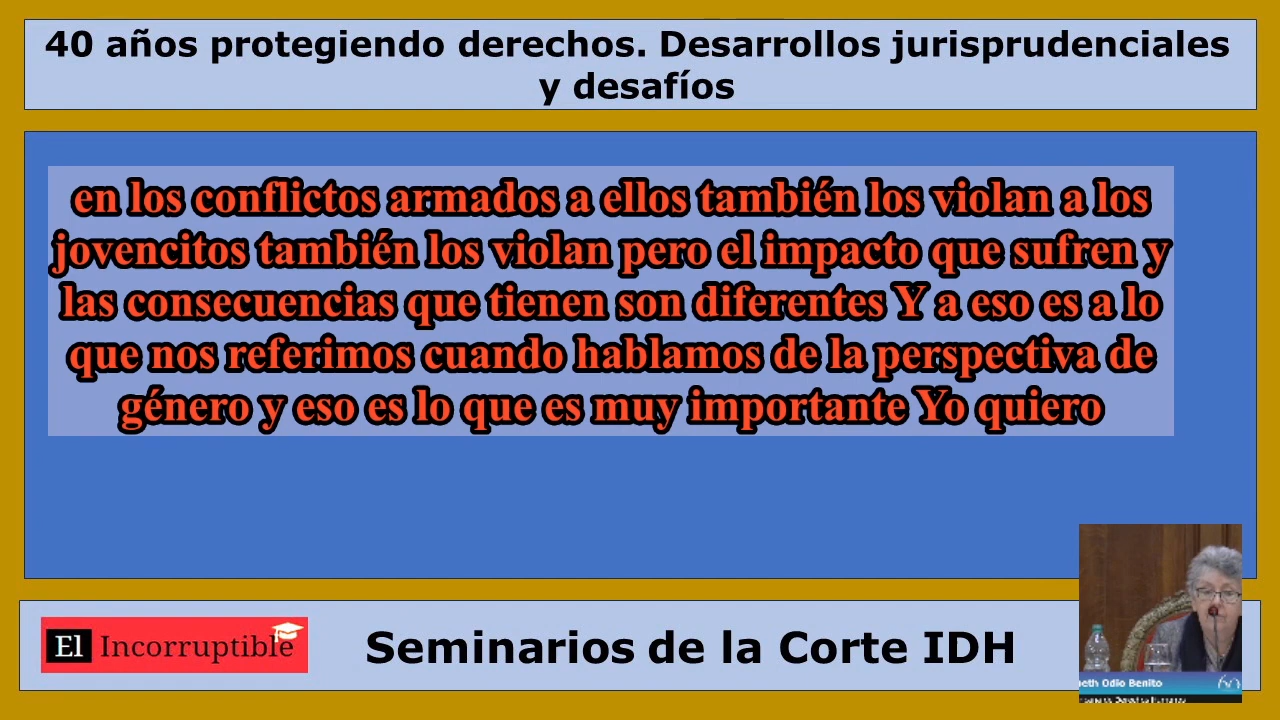 40 años protegiendo derechos. Desarrollos jurisprudenciales
y desafíos
en los conflictos armados a ellos también los violan a los
jovencitos también los violan pero el impacto que sufren y
las consecuencias que tienen son diferentes Y a eso es a lo
que nos referimos cuando hablamos de la perspectiva de
género y eso es lo que es muy importante Yo quiero
El Incorruptible
Seminarios de la Corte IDH
Odio Benito